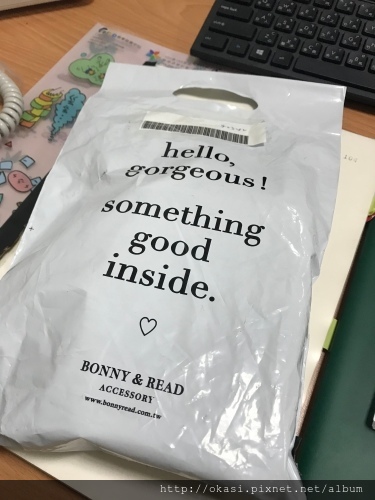 hello,
gorgeous!
something
good
inside.
♡
BONNY & READ
ACCESSORY
www.bonnyread.com.tw
http://okasi.pixnet.net/album